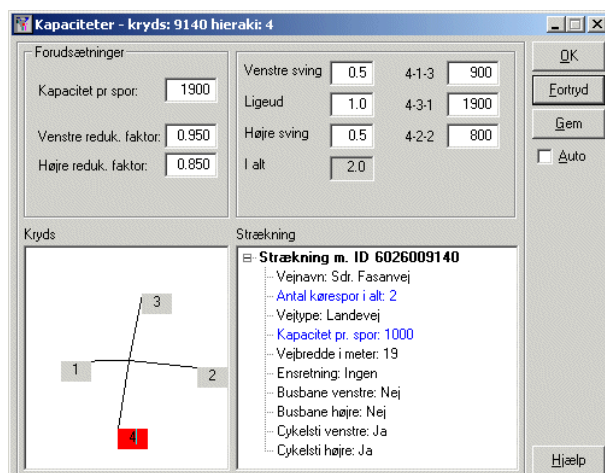 Kapaciteter - kryds: 9140 hieraki: 4
Forudsætninger
Kapacitet pr spor: 1900
Venstre reduk. faktor: 0.950
Højre reduk. faktor: 0.850
Venstre sving 0.5 4-1-3 900
Ligeud 1.0 4-3-1 1900
Højre sving 0.5 4-2-2 800
I alt 2.0
OK
Fortryd
Gem
Auto
Kryds
3
1
2
4
Strækning
Strækning m. ID 6026009140
Vejnavn: Sdr. Fasanvej
Antal kørespor i alt: 2
Vejtype: Landevej
Kapacitet pr. spor: 1000
Vejbredde i meter: 19
Ensretning: Ingen
Busbane venstre: Nej
Busbane højre: Nej
Cykelsti venstre: Ja
Cykelsti højre: Ja
Hjælp